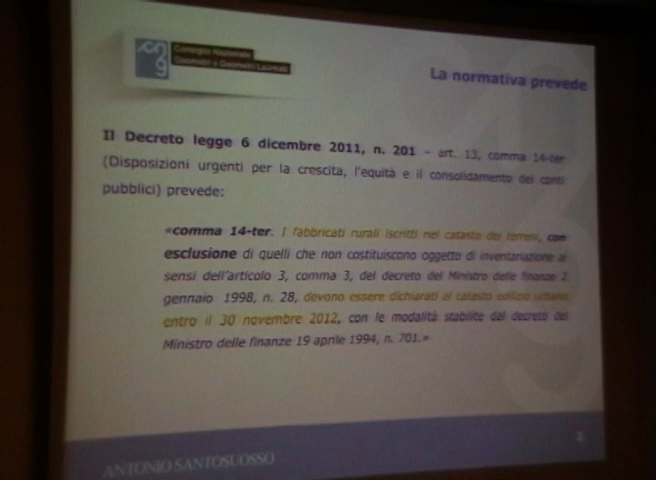 Consiglio Nazionale
Geometri e Geometri Laureati
La normativa prevede
Il Decreto legge 6 dicembre 2011, n. 201 - art. 13, comma 14-ter
(Disposizioni urgenti per la crescita, l'equità e il consolidamento dei conti
pubblici) prevede:
«comma 14-ter. I fabbricati rurali iscritti nel catasto dei terreni, con
esclusione di quelli che non costituiscono oggetto di inventariazione ai
sensi dell'articolo 3, comma 3, del decreto del Ministro delle finanze 2
gennaio 1998, n. 28, devono essere dichiarati al catasto edilizio urbano
entro il 30 novembre 2012, con le modalità stabilite dal decreto del
Ministro delle finanze 19 aprile 1994, n. 701.»
2
ANTONIO SANTOSUOSSO